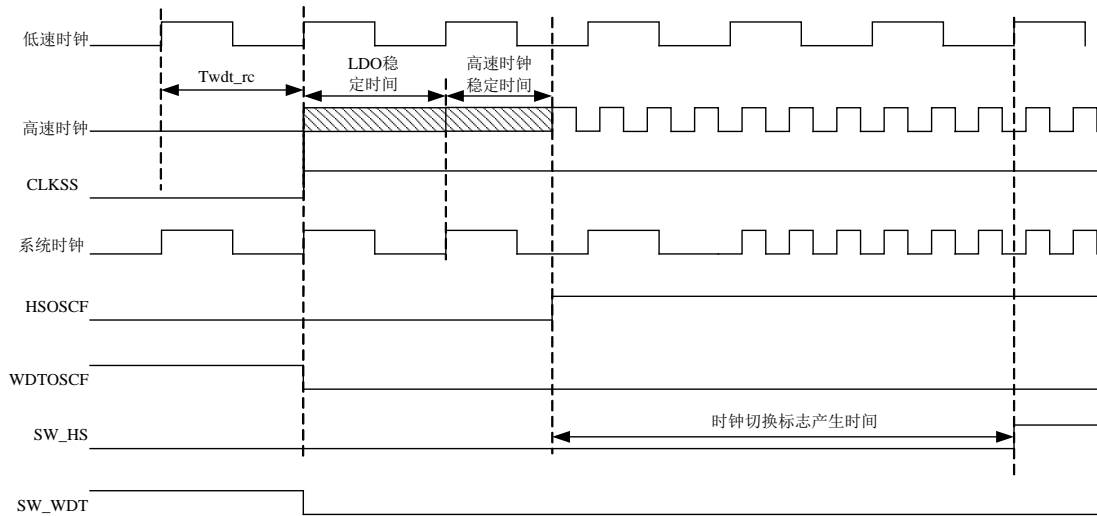 低速时钟
LDO稳
定时间
高速时钟
稳定时间
Twdt_rc
高速时钟
CLKSS
系统时钟
HSOSCF
WDTOSCF
时钟切换标志产生时间
SW_HS
SW_WDT